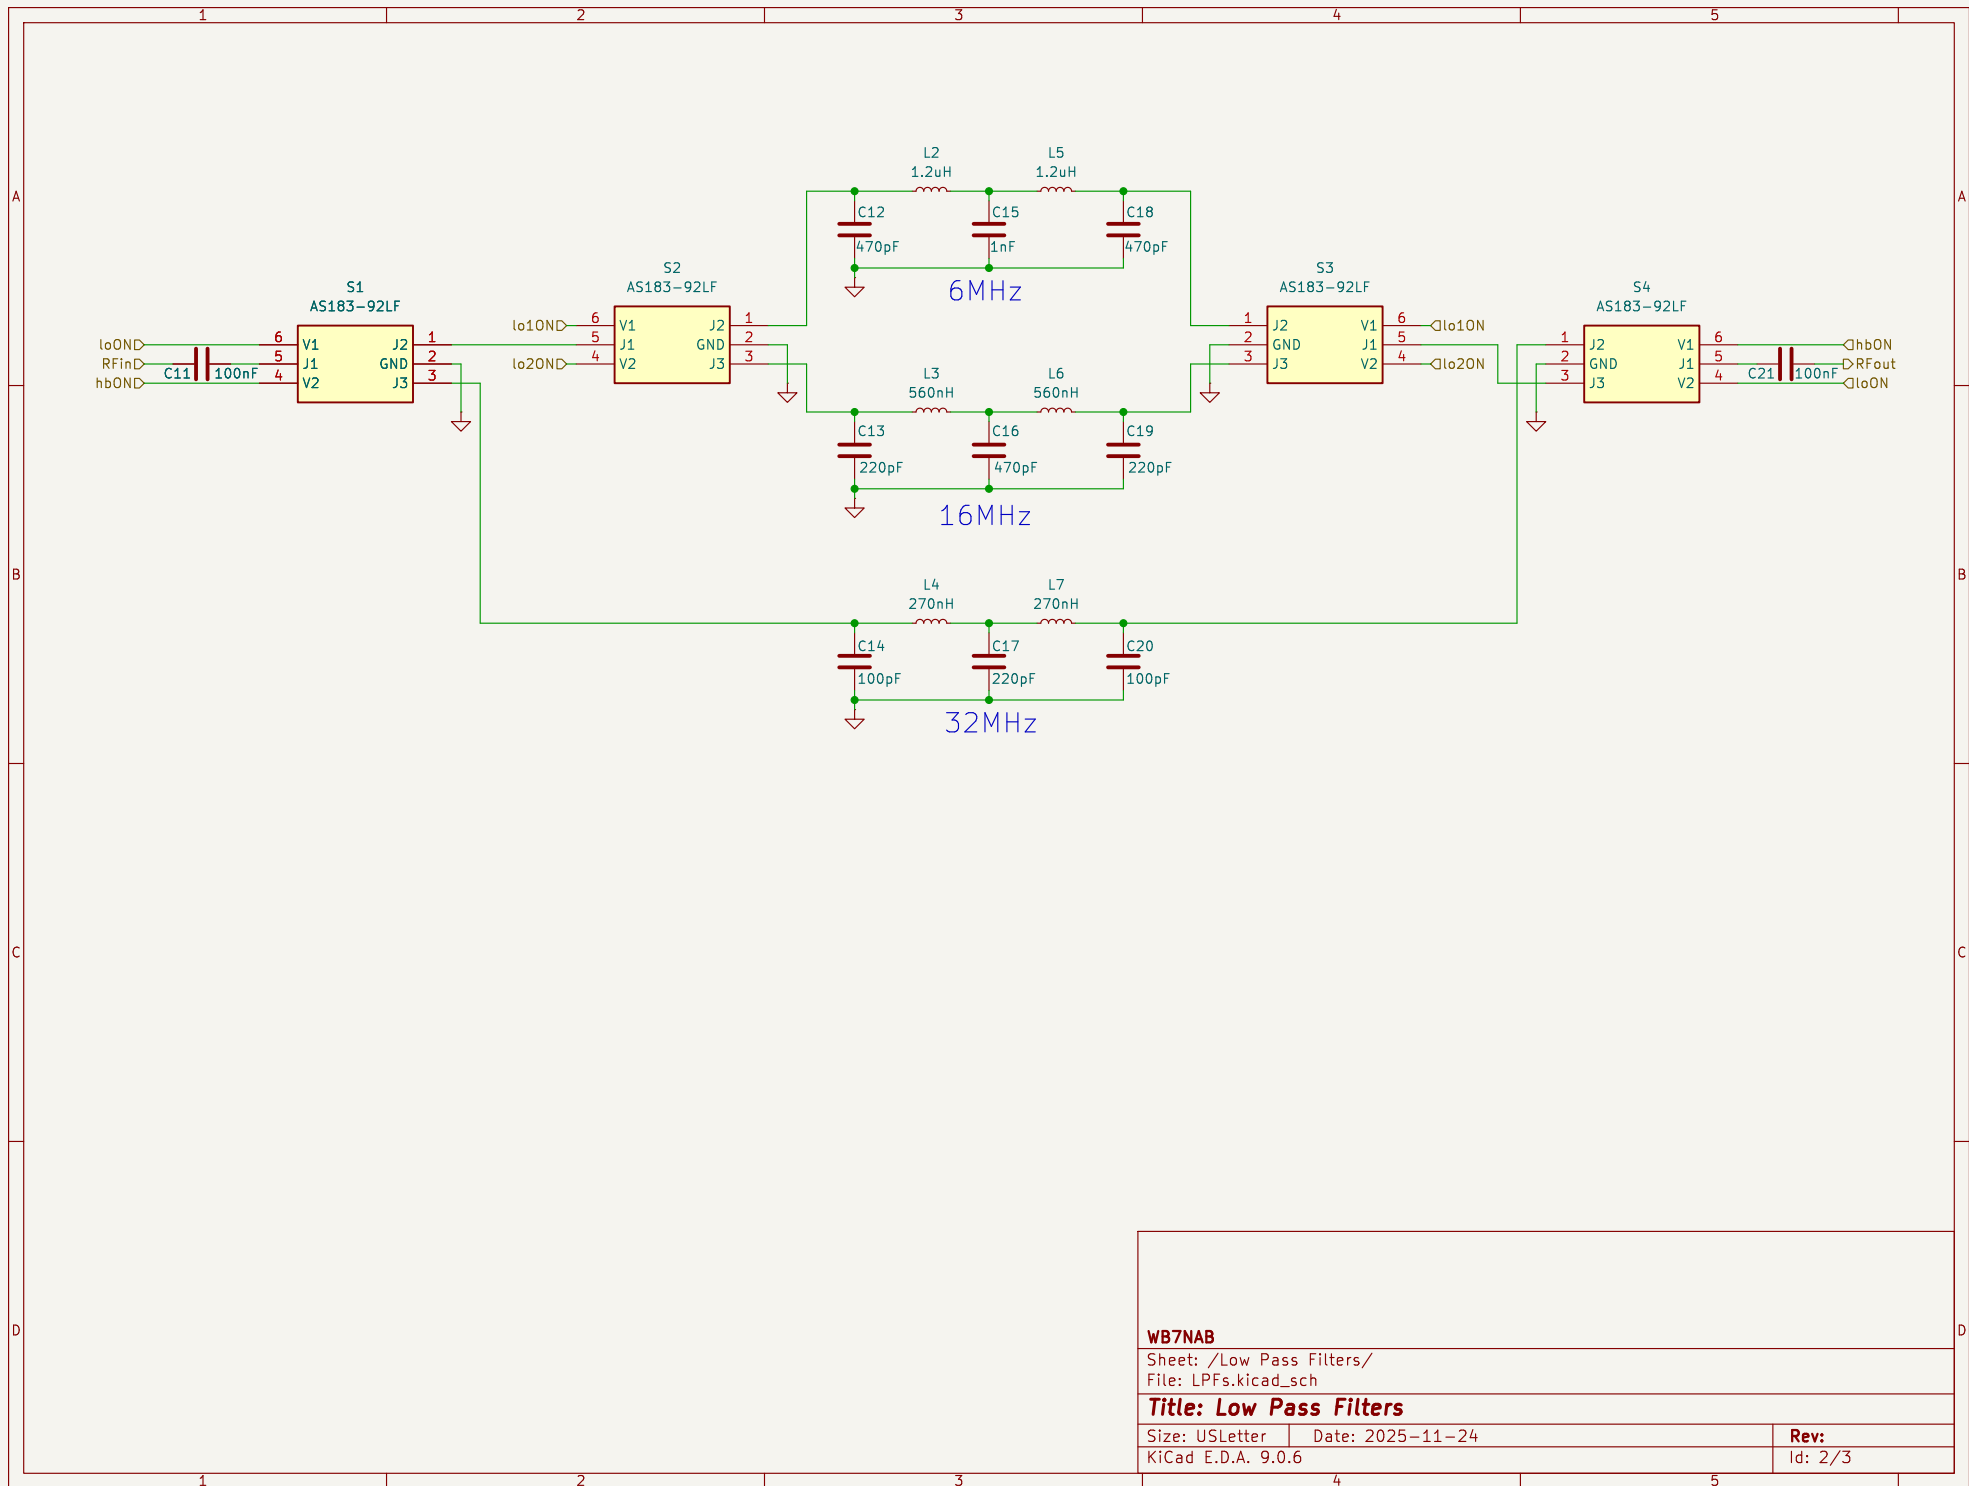 1 2 3 4 5
A A
B B
C C
D D
L2
1.2uH
L5
1.2uH
C12
470pF
C15
1nF
C18
470pF
6MHz
S1
AS183-92LF
loON
RFin
hbON
C11
100nF
6 V1 J2 1
5 J1 GND 2
4 V2 J3 3
S2
AS183-92LF
lo1ON
lo2ON
6 V1 J2 1
5 J1 GND 2
4 V2 J3 3
L3
560nH
L6
560nH
C13
220pF
C16
470pF
C19
220pF
16MHz
S3
AS183-92LF
1 J2 V1 6
2 GND J1 5
3 J3 V2 4
lo1ON
lo2ON
S4
AS183-92LF
1 J2 V1 6
2 GND J1 5
3 J3 V2 4
C21
100nF
hbON
RFout
loON
L4
270nH
L7
270nH
C14
100pF
C17
220pF
C20
100pF
32MHz
WB7NAB
Sheet: /Low Pass Filters/
File: LPFs.kicad_sch
Title: Low Pass Filters
Size: USLetter Date: 2025-11-24 Rev:
KiCad E.D.A. 9.0.6 Id: 2/3
1 2 3 4 5